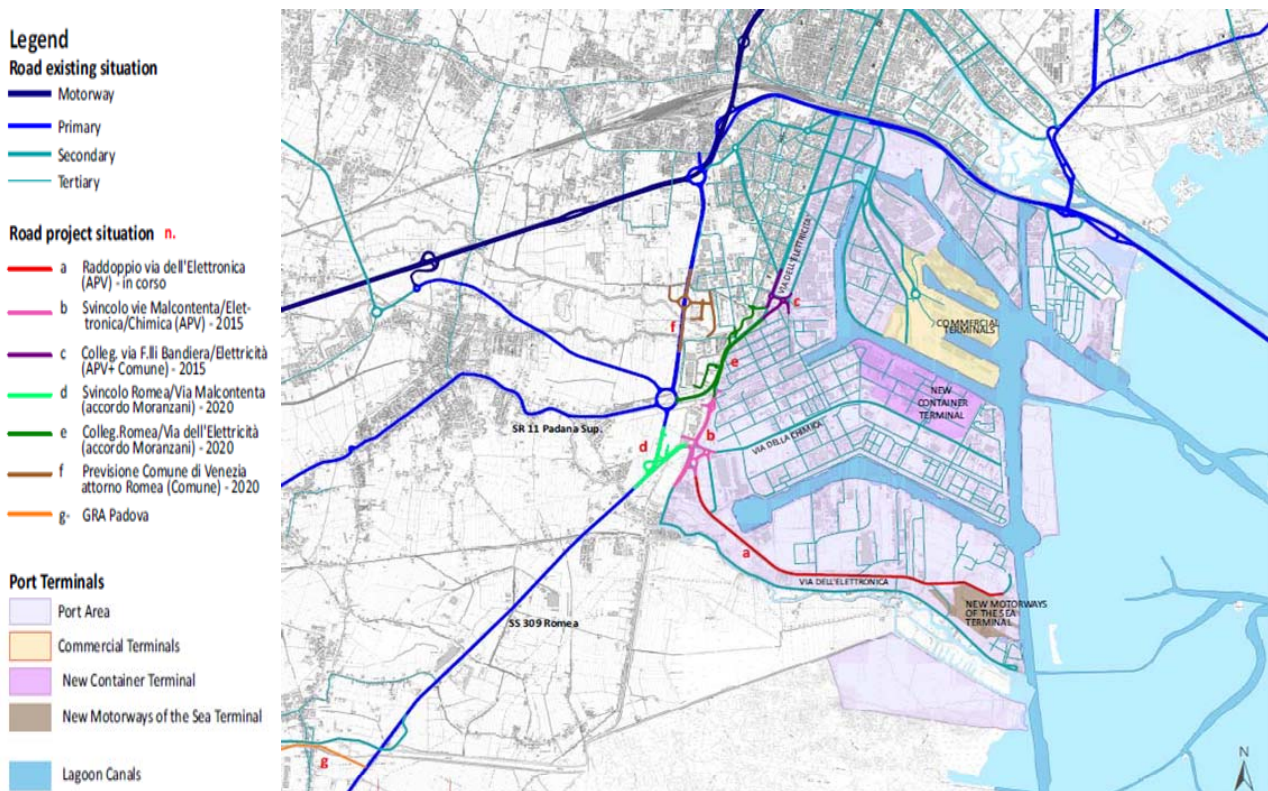 Legend
Road existing situation
Motorway
Primary
Secondary
Tertiary
Road project situation n.
a Raddoppio via dell'Elettronica
(APV) - in corso
b Svincolo vie Malcontenta/Elet-
tronica/Chimica (APV) - 2015
c Colleg. via F.lli Bandiera/Elettricità
(APV+ Comune) - 2015
d Svincolo Romea/Via Malcontenta
(accordo Moranzani) - 2020
e Colleg.Romea/Via dell'Elettricità
(accordo Moranzani) - 2020
f Previsione Comune di Venezia
attorno Romea (Comune) - 2020
g- GRA Padova
Port Terminals
Port Area
Commercial Terminals
New Container Terminal
New Motorways of the Sea Terminal
Lagoon Canals
VIA DELL'ELETTRICITA'
c
COMMERCIAL
TERMINALS
f
e
NEW
CONTAINER
TERMINAL
SR 11 Padana Sup.
d
b
VIA DELLA CHIMICA
a
VIA DELL'ELETTRONICA
NEW MOTORWAYS
OF THE SEA
TERMINAL
SS 309 Romea
g
N